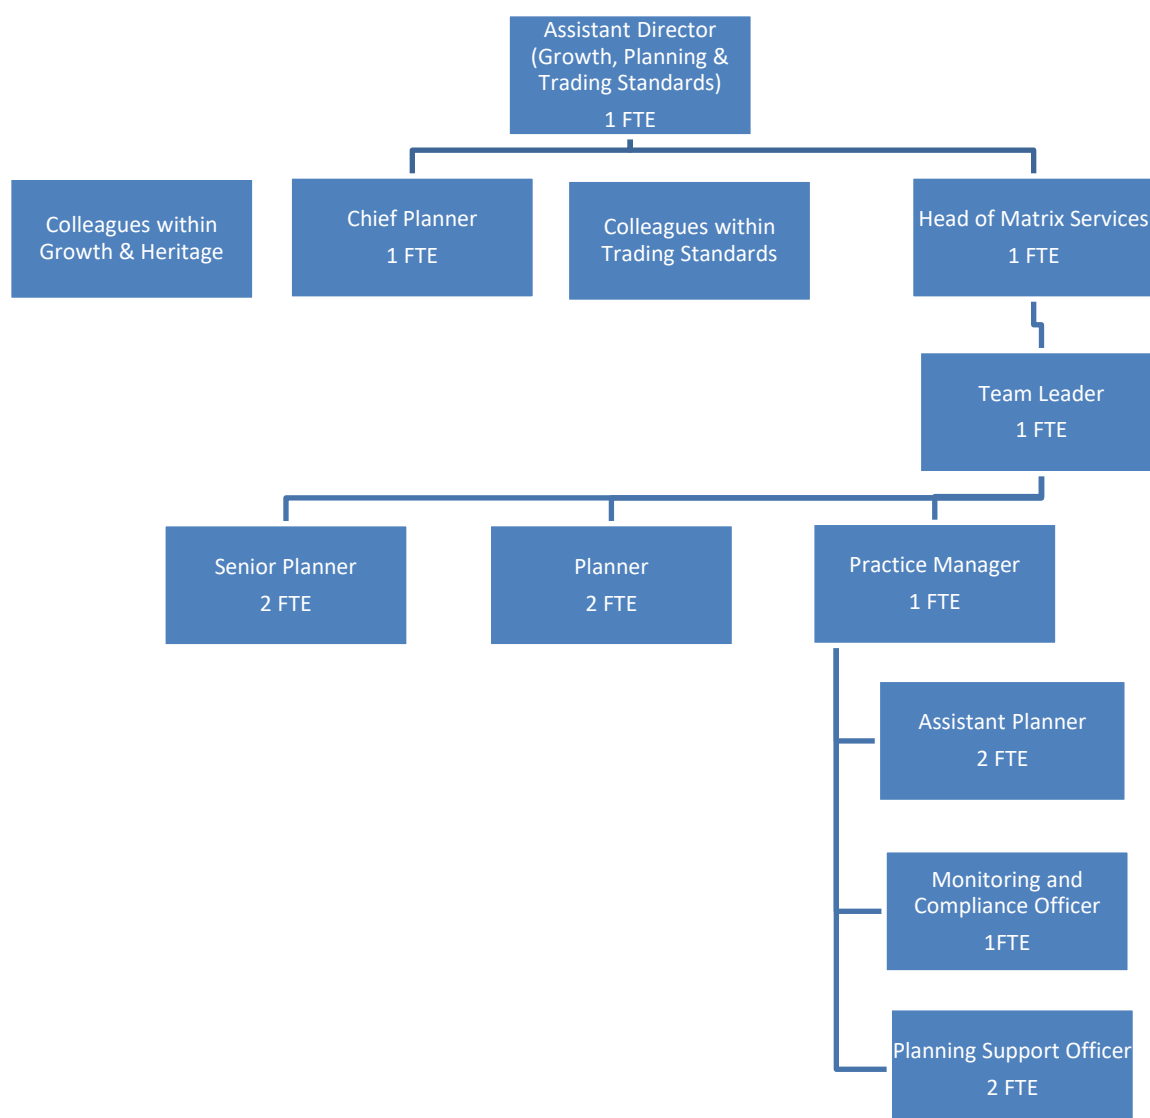 Assistant Director
(Growth, Planning &
Trading Standards)
1 FTE
Colleagues within
Growth & Heritage
Chief Planner
1 FTE
Colleagues within
Trading Standards
Head of Matrix Services
1 FTE
Team Leader
1 FTE
Senior Planner
2 FTE
Planner
2 FTE
Practice Manager
1 FTE
Assistant Planner
2 FTE
Monitoring and
Compliance Officer
1FTE
Planning Support Officer
2 FTE